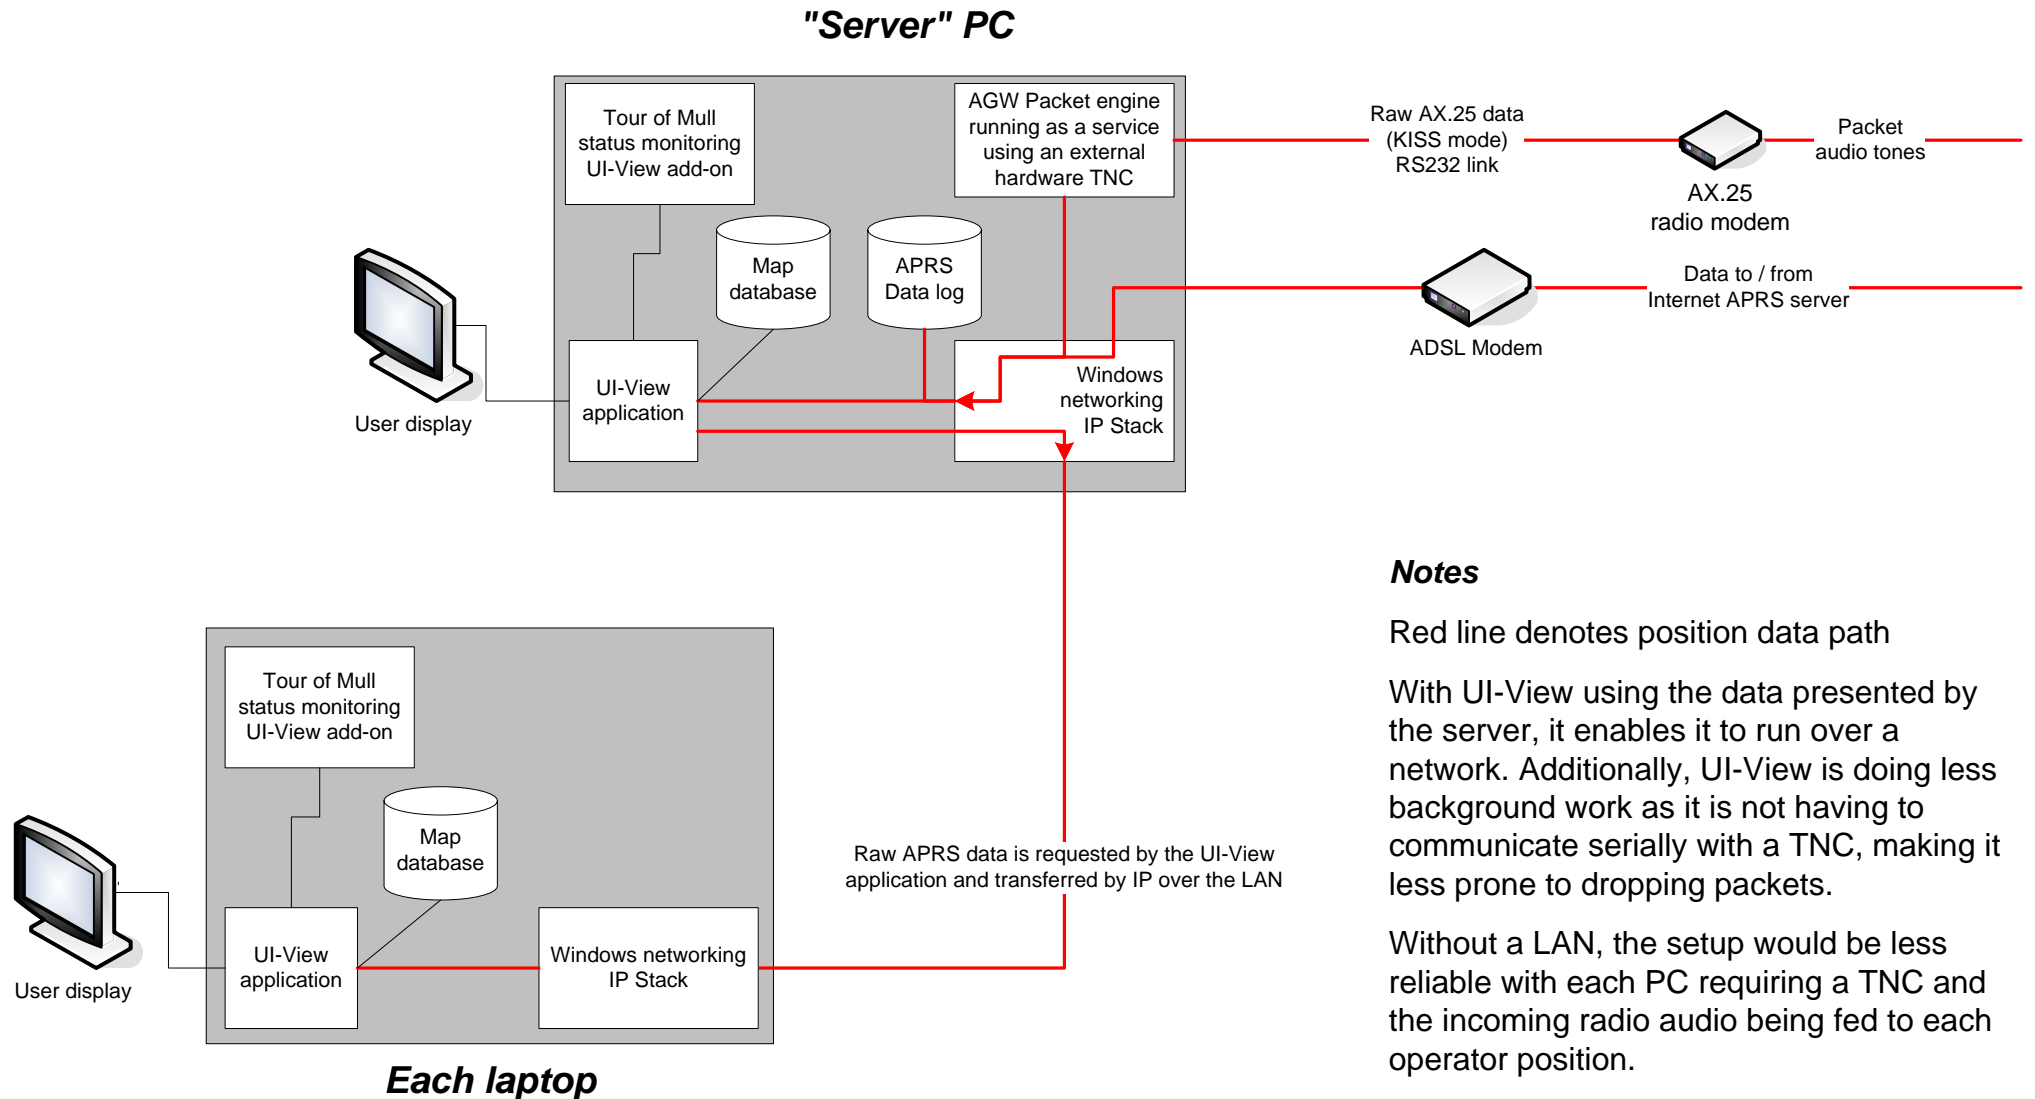 "Server" PC
Tour of Mull
status monitoring
UI-View add-on
AGW Packet engine
running as a service
using an external
hardware TNC
Raw AX.25 data
(KISS mode)
RS232 link
Packet
audio tones
AX.25
radio modem
Map
database
APRS
Data log
Data to / from
Internet APRS server
ADSL Modem
User display
UI-View
application
Windows
networking
IP Stack
Notes
Red line denotes position data path
With UI-View using the data presented by
the server, it enables it to run over a
network. Additionally, UI-View is doing less
background work as it is not having to
communicate serially with a TNC, making it
less prone to dropping packets.
Without a LAN, the setup would be less
reliable with each PC requiring a TNC and
the incoming radio audio being fed to each
operator position.
Tour of Mull
status monitoring
UI-View add-on
Map
database
Raw APRS data is requested by the UI-View
application and transferred by IP over the LAN
User display
UI-View
application
Windows networking
IP Stack
Each laptop